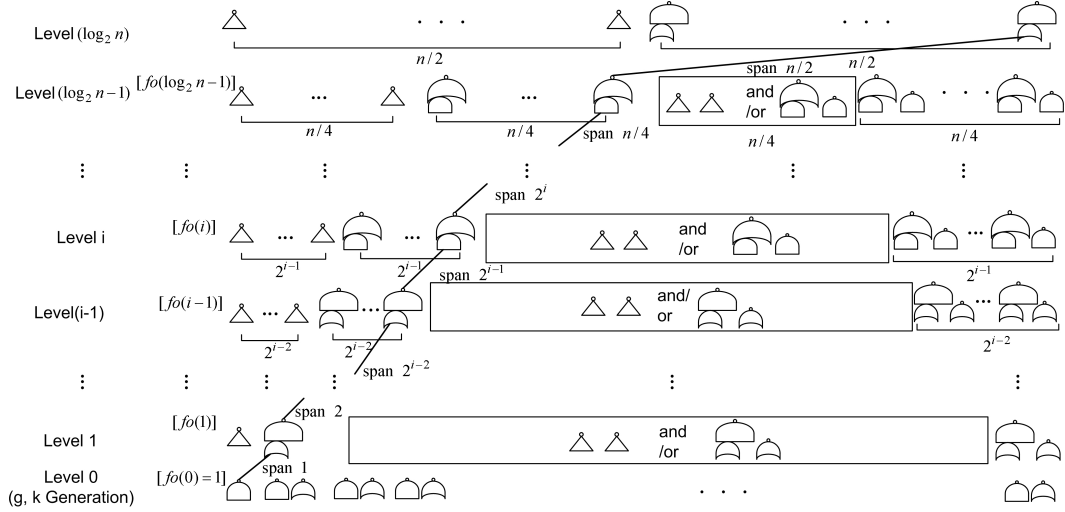 Level (log₂ n)
. . .
. . .
n/2
n/2
span n/2
Level (log₂ n−1) [fo(log₂ n−1)]
...
...
and
/or
. . .
n/4
n/4
span n/4
n/4
n/4
span 2^i
Level i
[fo(i)]
...
...
and
/or
...
2^{i−1}
2^{i−1}
span 2^{i−1}
2^{i−1}
Level(i-1)
[fo(i−1)]
...
...
and/
or
...
2^{i−2}
2^{i−2}
2^{i−2}
span 2^{i−2}
span 2
Level 1
[fo(1)]
and
/or
span 1
Level 0
(g, k Generation)
[fo(0)=1]
. . .